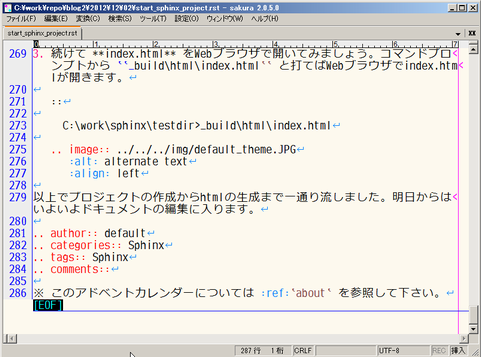 C:\work\repo\blog2\2012\12\02\start_sphinx_project.rst - sakura 2.0.5.0
ファイル(F) 編集(E) 変換(C) 検索(S) ツール(T) 設定(O) ウィンドウ(W) ヘルプ(H)
start_sphinx_project.rst
0 1 2 3 4 5 6 7
269 3. 続けて **index.html** をWebブラウザで開いてみましょう。コマンドプロ<
ンプトから ``_build\html\index.html`` と打てばWebブラウザでindex.htm<
lが開きます。↵
270 ↵
271 ::↵
272 ↵
273 C:\work\sphinx\testdir>_build\html\index.html↵
274 ↵
275 .. image:: ../../../img/default_theme.JPG↵
276 :alt: alternate text↵
277 :align: left↵
278 ↵
279 以上でプロジェクトの作成からhtmlの生成まで一通り流しました。明日からは<
いよいよドキュメントの編集に入ります。↵
280 ↵
281 .. author:: default↵
282 .. categories:: Sphinx↵
283 .. tags:: Sphinx↵
284 .. comments::↵
285 ↵
286 ※ このアドベントカレンダーについては :ref:`about` を参照して下さい。↵
[EOF]
287 行 1 桁 CRLF UTF-8 REC 挿入